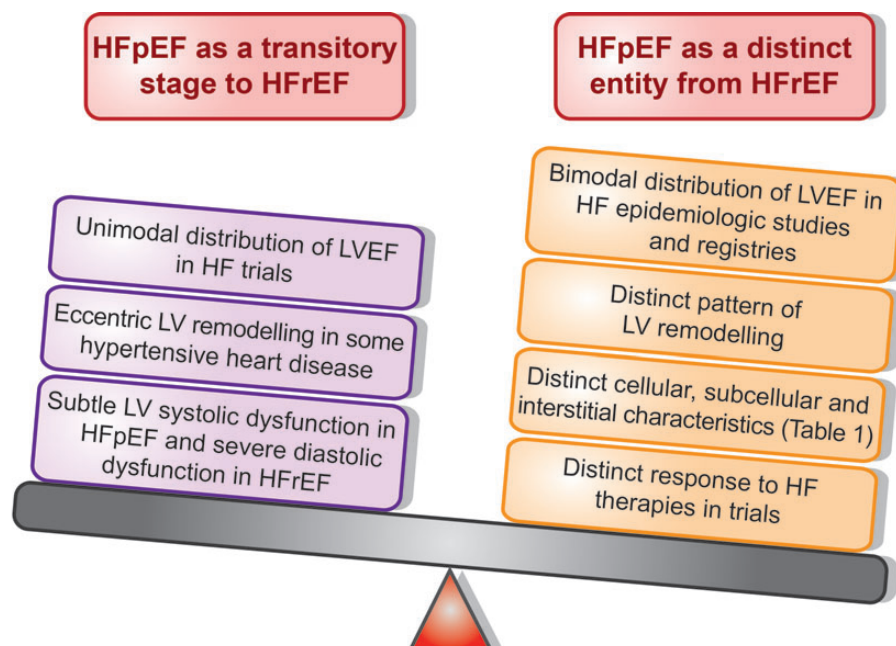 HFpEF as a transitory
stage to HFrEF
Unimodal distribution of LVEF
in HF trials
Eccentric LV remodelling in some
hypertensive heart disease
Subtle LV systolic dysfunction in
HFpEF and severe diastolic
dysfunction in HFrEF
HFpEF as a distinct
entity from HFrEF
Bimodal distribution of LVEF in
HF epidemiologic studies
and registries
Distinct pattern of
LV remodelling
Distinct cellular, subcellular and
interstitial characteristics (Table 1)
Distinct response to HF
therapies in trials